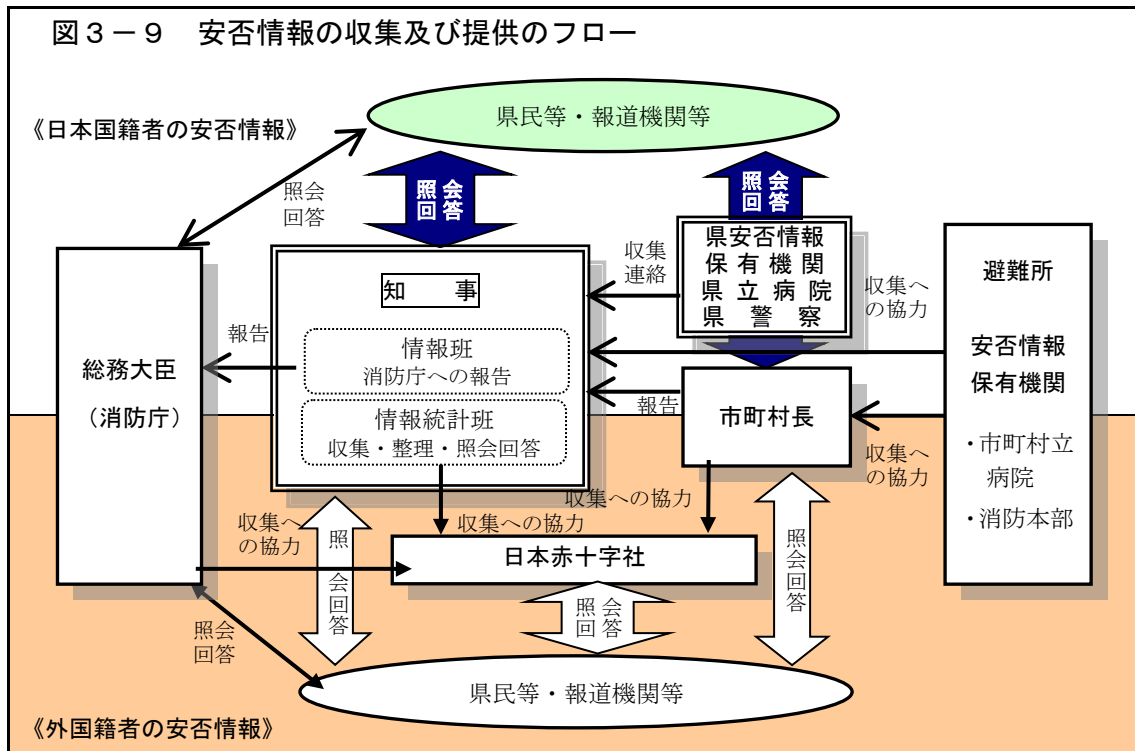 図３－９　安否情報の収集及び提供のフロー
県民等・報道機関等
《日本国籍者の安否情報》
照会
回答
照会
回答
照会
回答
県安否情報
保有機関
県立病院
県警察
収集
連絡
収集へ
の協力
避難所
安否情報
保有機関
・市町村立
病院
・消防本部
知　　事
情報班
消防庁への報告
情報統計班
収集・整理・照会回答
報告
総務大臣
（消防庁）
報告
市町村長
収集へ
の協力
収集への協力
収集への協力
収集へ
の協力
照会回答
日本赤十字社
照会
回答
照会回答
照会
回答
県民等・報道機関等
《外国籍者の安否情報》